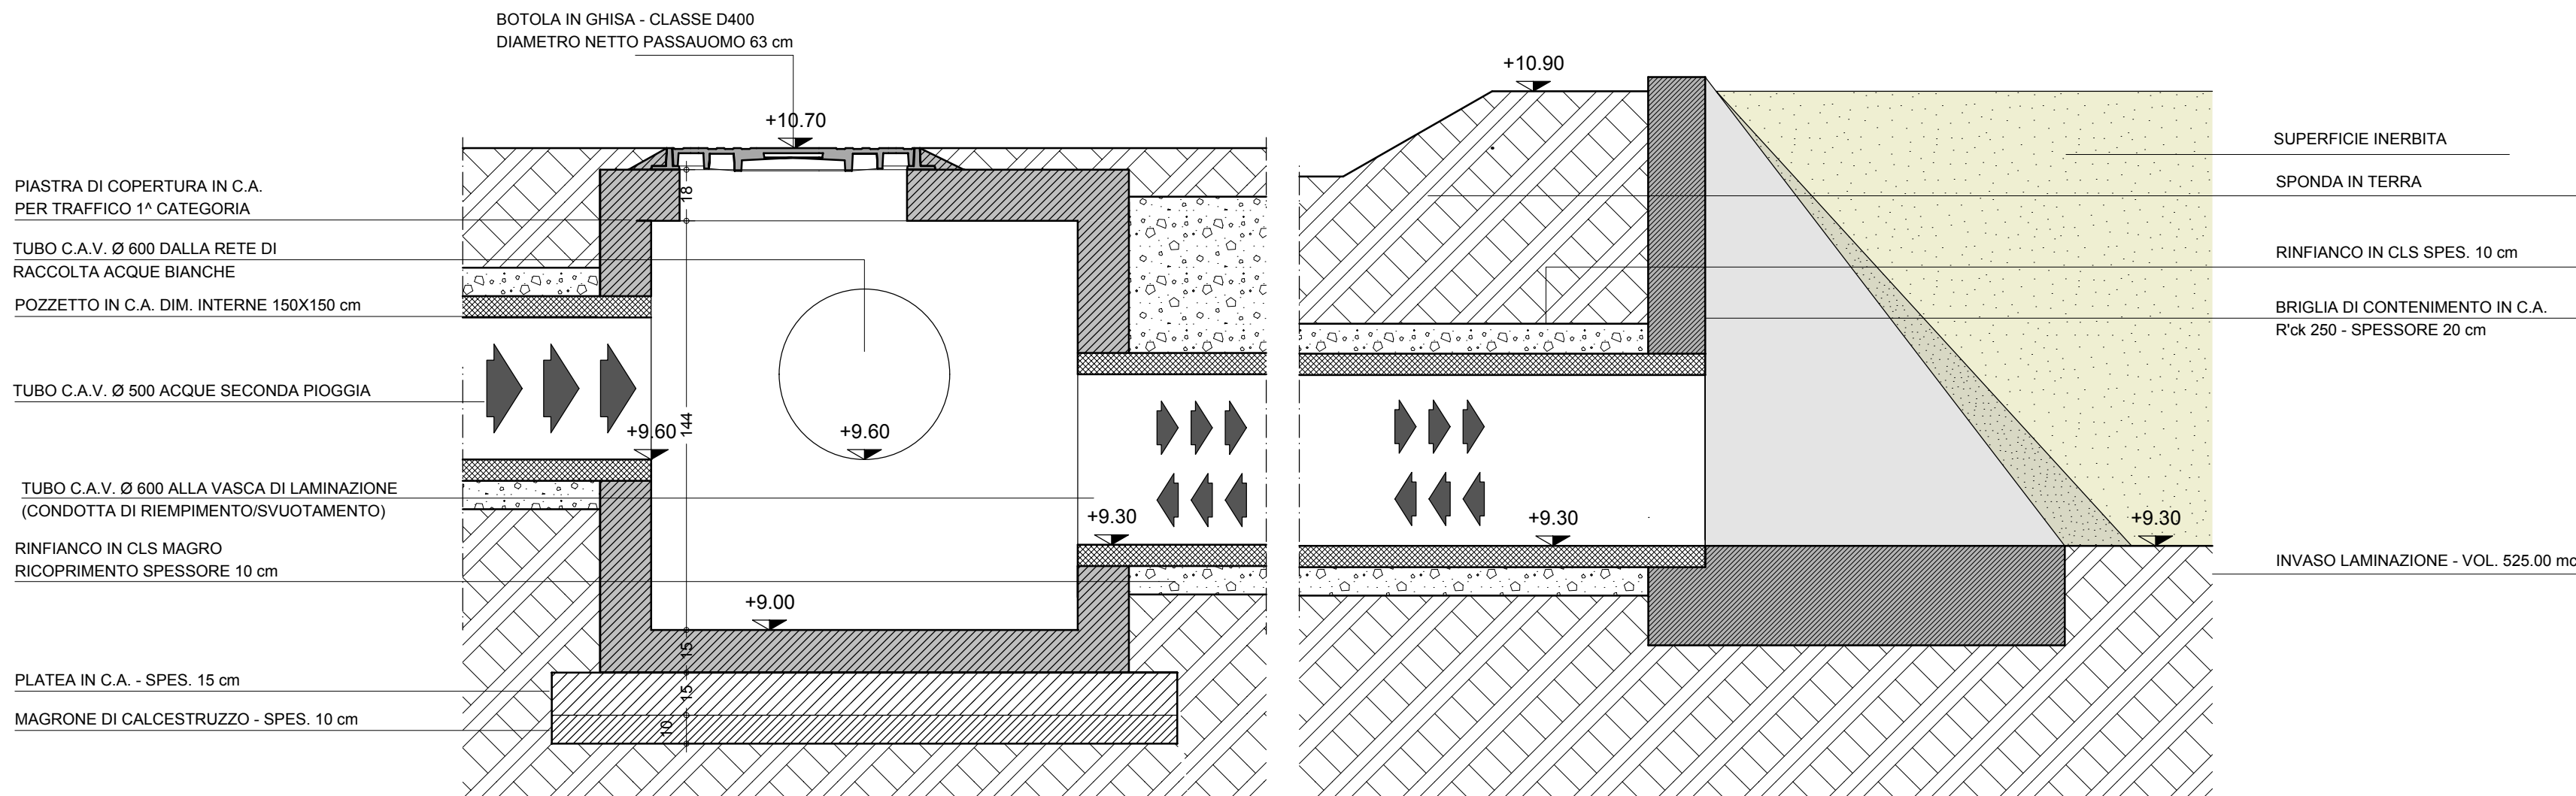 BOTOLA IN GHISA - CLASSE D400
DIAMETRO NETTO PASSAUOMO 63 cm
+10.70
PIASTRA DI COPERTURA IN C.A.
PER TRAFFICO 1^ CATEGORIA
TUBO C.A.V. Ø 600 DALLA RETE DI
RACCOLTA ACQUE BIANCHE
POZZETTO IN C.A. DIM. INTERNE 150X150 cm
TUBO C.A.V. Ø 500 ACQUE SECONDA PIOGGIA
TUBO C.A.V. Ø 600 ALLA VASCA DI LAMINAZIONE
(CONDOTTA DI RIEMPIMENTO/SVUOTAMENTO)
RINFIANCO IN CLS MAGRO
RICOPRIMENTO SPESSORE 10 cm
PLATEA IN C.A. - SPES. 15 cm
MAGRONE DI CALCESTRUZZO - SPES. 10 cm
18
144
15
15
10
+9.60
+9.60
+9.30
+9.00
+10.90
+9.30
+9.30
SUPERFICIE INERBITA
SPONDA IN TERRA
RINFIANCO IN CLS SPES. 10 cm
BRIGLIA DI CONTENIMENTO IN C.A.
R'ck 250 - SPESSORE 20 cm
INVASO LAMINAZIONE - VOL. 525.00 mc